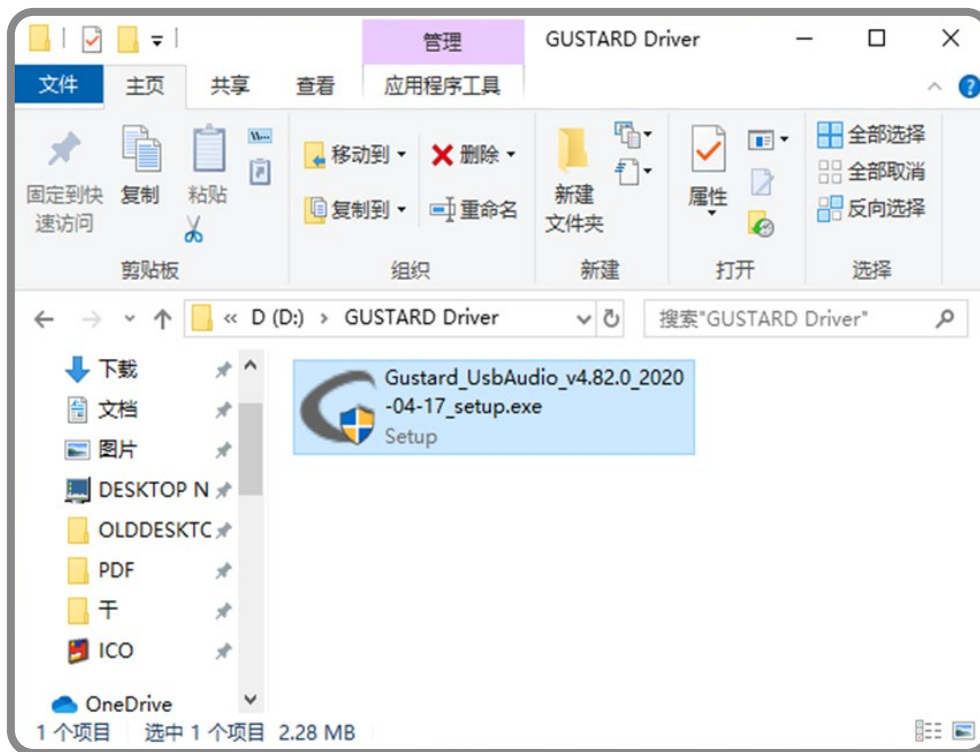 管理
GUSTARD Driver
文件
主页
共享
查看
应用程序工具
固定到快
速访问
复制
粘贴
剪贴板
移动到
复制到
删除
重命名
组织
新建
文件夹
新建
属性
打开
全部选择
全部取消
反向选择
选择
« D (D:) › GUSTARD Driver
搜索"GUSTARD Driver"
下载
文档
图片
DESKTOP N
OLDDESKTC
PDF
干
ICO
OneDrive
Gustard_UsbAudio_v4.82.0_2020
-04-17_setup.exe
Setup
1 个项目
选中 1 个项目 2.28 MB